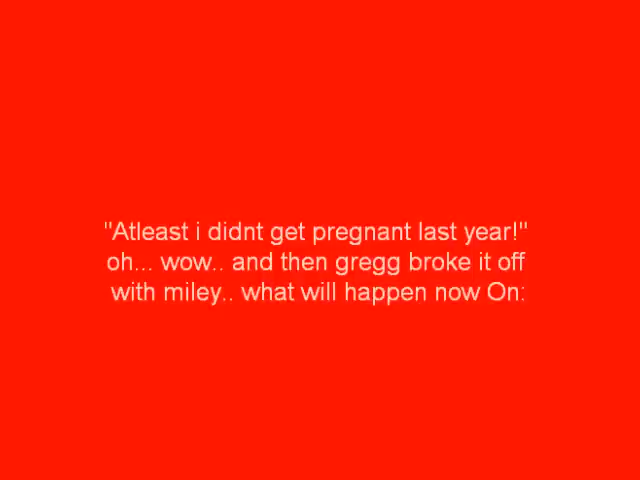 "Atleast i didnt get pregnant last year!"
oh... wow.. and then gregg broke it off
with miley.. what will happen now On: